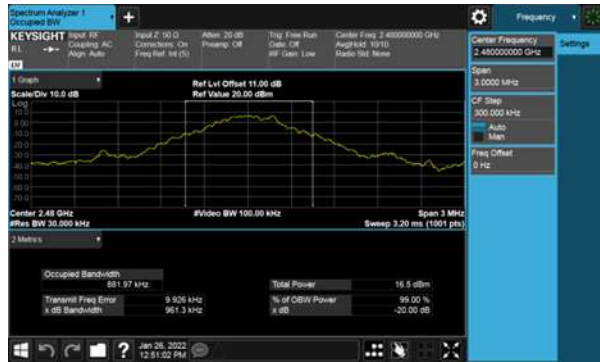 Spectrum Analyzer 1
Occupied BW
Frequency
KEYSIGHT
Input: RF
Coupling: AC
Align: Auto
Input Z: 50 Ω
Corrections: On
Freq Ref: Int (S)
Atten: 20 dB
Preamp: Off
Trig: Free Run
Gate: Off
#IF Gain: Low
Center Freq: 2.480000000 GHz
Avg|Hold: 10/10
Radio Std: None
Center Frequency
2.480000000 GHz
Settings
Span
3.0000 MHz
CF Step
300.000 kHz
Auto
Man
Freq Offset
0 Hz
1 Graph
Scale/Div 10.0 dB
Ref Lvl Offset 11.00 dB
Ref Value 20.00 dBm
Log
10.0
0.00
Center 2.48 GHz
#Res BW 30.000 kHz
#Video BW 100.00 kHz
Span 3 MHz
Sweep 3.20 ms (1001 pts)
2 Metrics
Occupied Bandwidth
881.97 kHz
Total Power 16.5 dBm
Transmit Freq Error 9.926 kHz
% of OBW Power 99.00 %
x dB Bandwidth 961.3 kHz
x dB -20.00 dB
?
Jan 26, 2022
12:51:02 PM